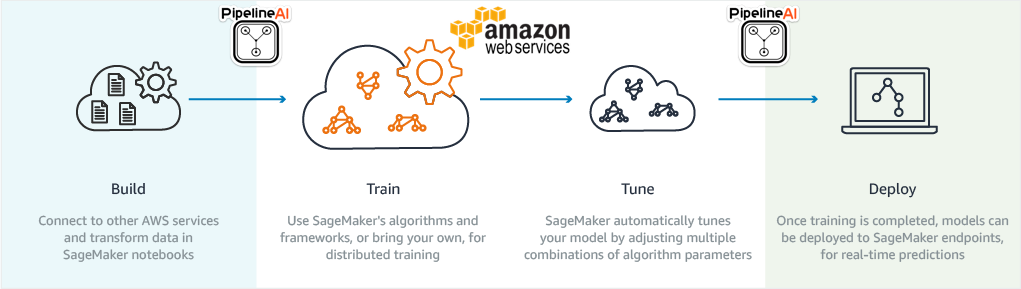 PipelineAI
amazon
web services
PipelineAI
Build
Connect to other AWS services
and transform data in
SageMaker notebooks
Train
Use SageMaker's algorithms and
frameworks, or bring your own, for
distributed training
Tune
SageMaker automatically tunes
your model by adjusting multiple
combinations of algorithm parameters
Deploy
Once training is completed, models can
be deployed to SageMaker endpoints,
for real-time predictions